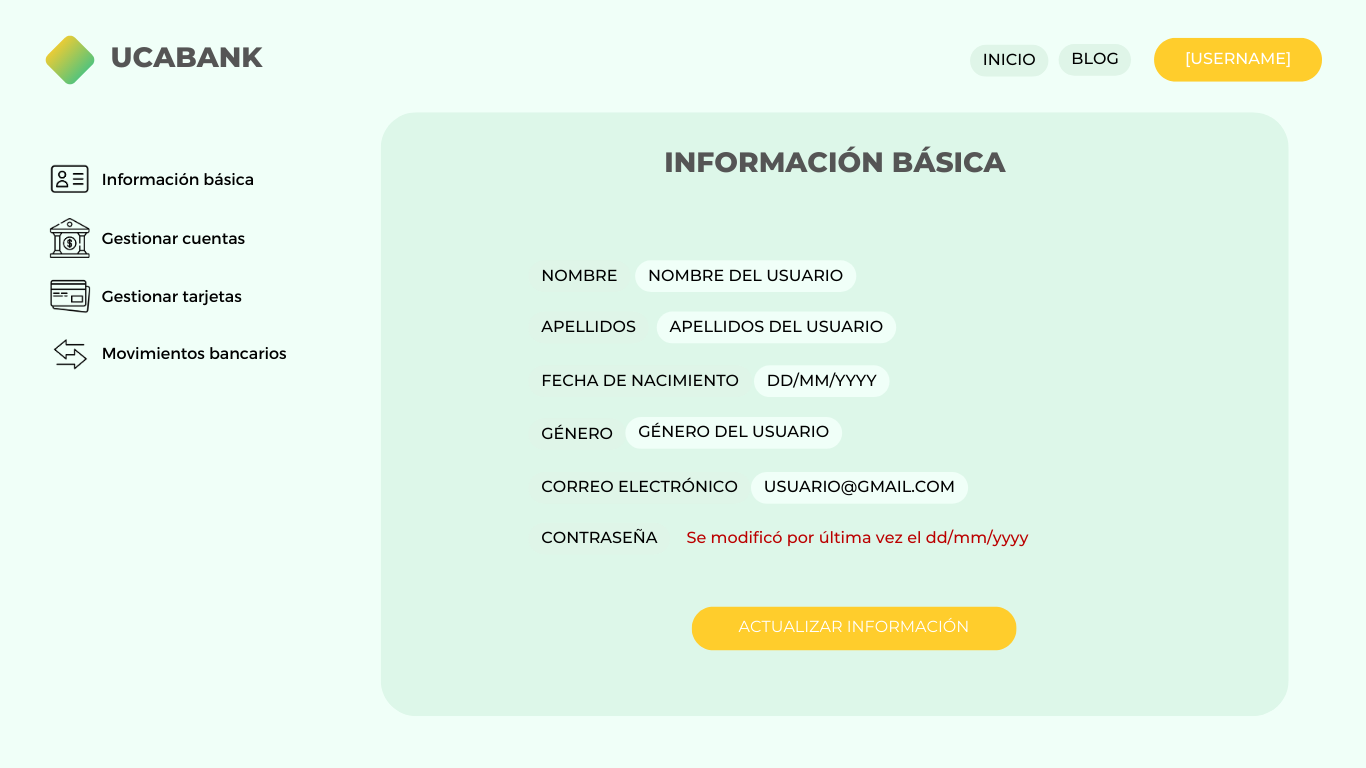 UCABANK
INICIO
BLOG
[USERNAME]
Información básica
Gestionar cuentas
Gestionar tarjetas
Movimientos bancarios
INFORMACIÓN BÁSICA
NOMBRE NOMBRE DEL USUARIO
APELLIDOS APELLIDOS DEL USUARIO
FECHA DE NACIMIENTO DD/MM/YYYY
GÉNERO GÉNERO DEL USUARIO
CORREO ELECTRÓNICO USUARIO@GMAIL.COM
CONTRASEÑA Se modificó por última vez el dd/mm/yyyy
ACTUALIZAR INFORMACIÓN